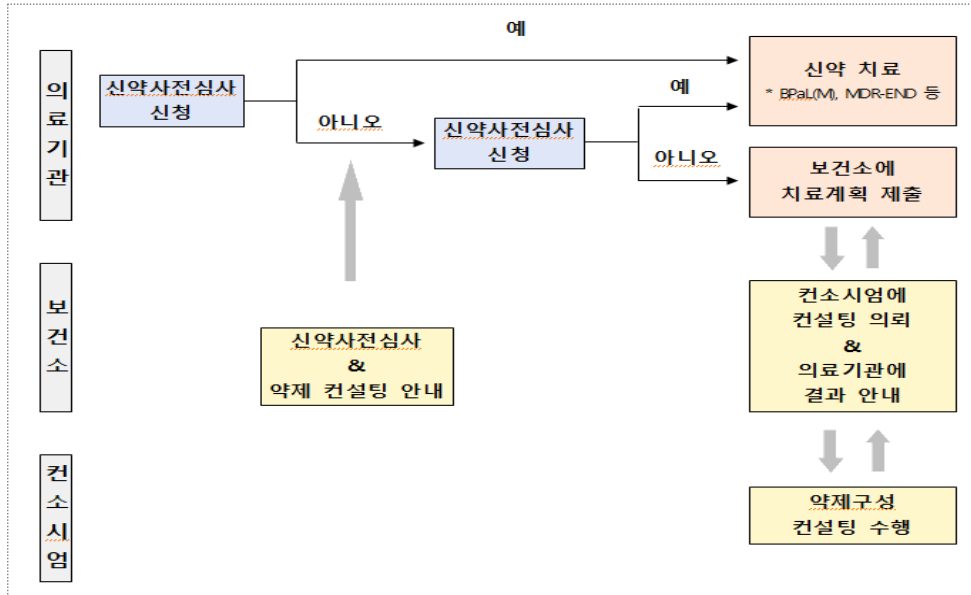 예
의료기관
신약사전심사
신청
신약 치료
* BPaL(M), MDR-END 등
예
아니오
신약사전심사
신청
아니오
보건소에
치료계획 제출
보건소
신약사전심사
&
약제 컨설팅 안내
컨소시엄에
컨설팅 의뢰
&
의료기관에
결과 안내
컨소시엄
약제구성
컨설팅 수행